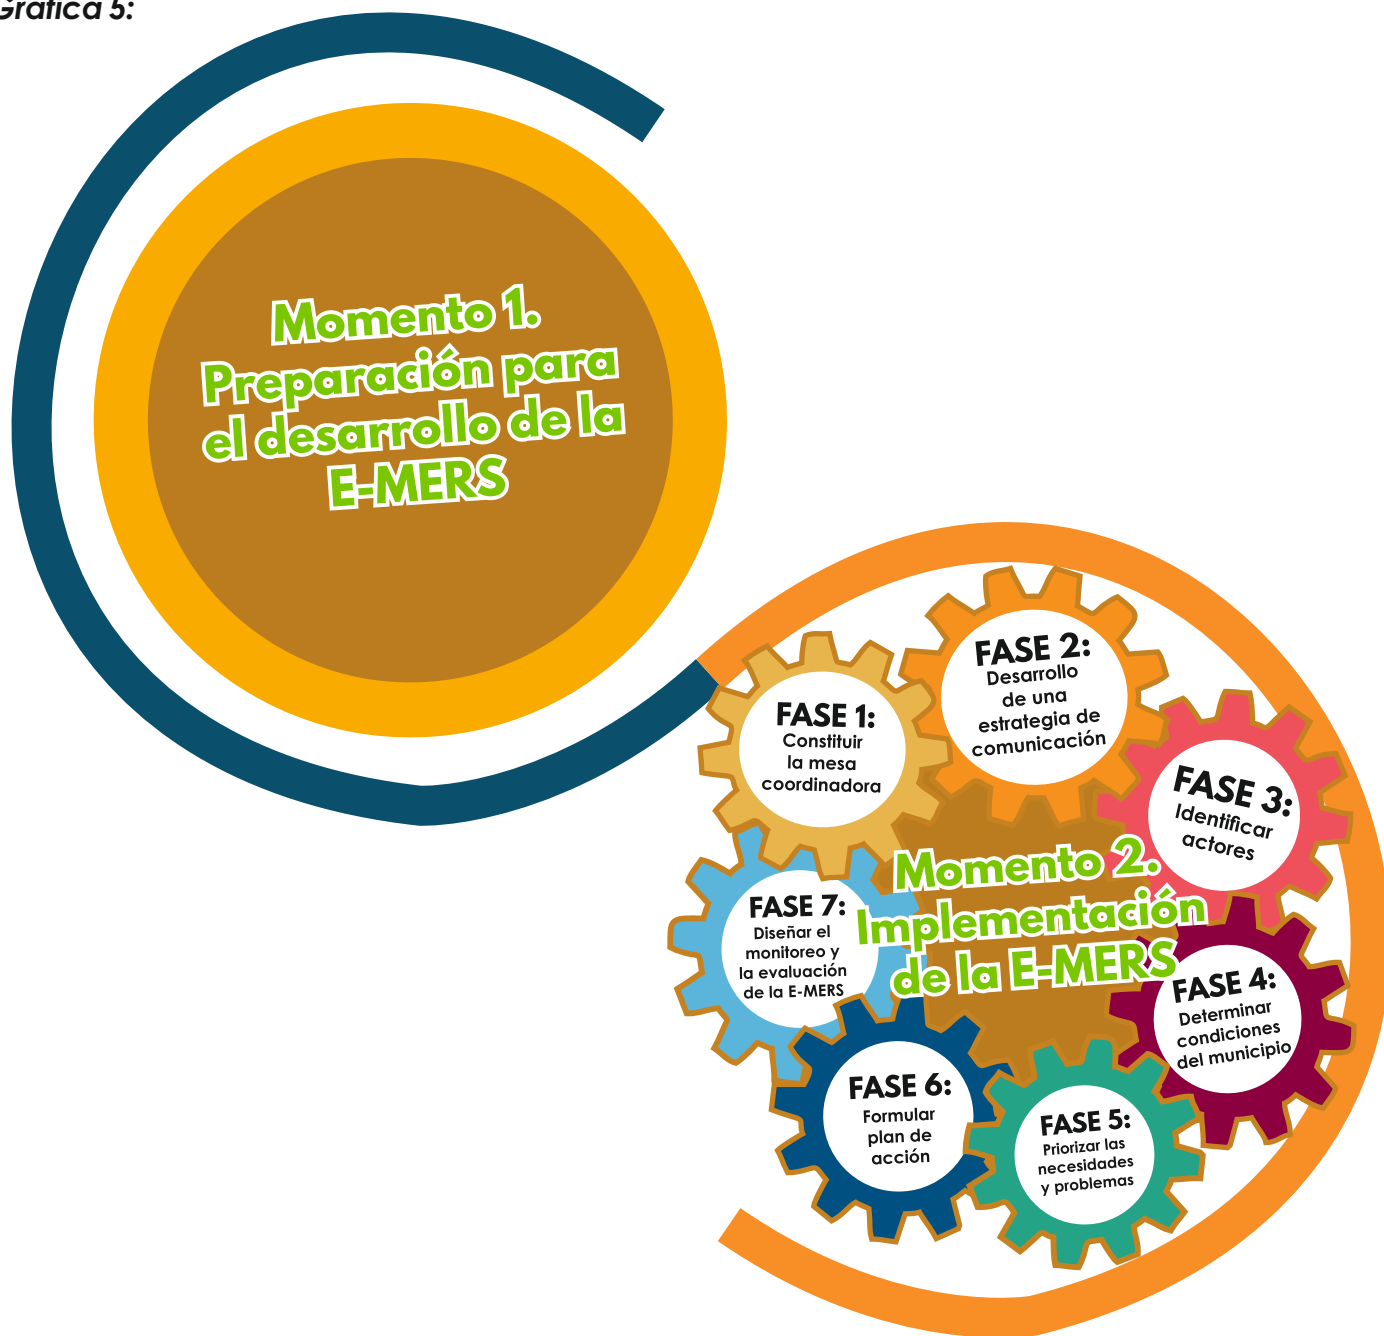 Gráfica 5:
Momento 1.
Preparación para
el desarrollo de la
E-MERS
FASE 1:
Constituir
la mesa
coordinadora
FASE 2:
Desarrollo
de una
estrategia de
comunicación
FASE 3:
Identificar
actores
Momento 2.
Implementación
de la E-MERS
FASE 4:
Determinar
condiciones
del municipio
FASE 5:
Priorizar las
necesidades
y problemas
FASE 6:
Formular
plan de
acción
FASE 7:
Diseñar el
monitoreo y
la evaluación
de la E-MERS